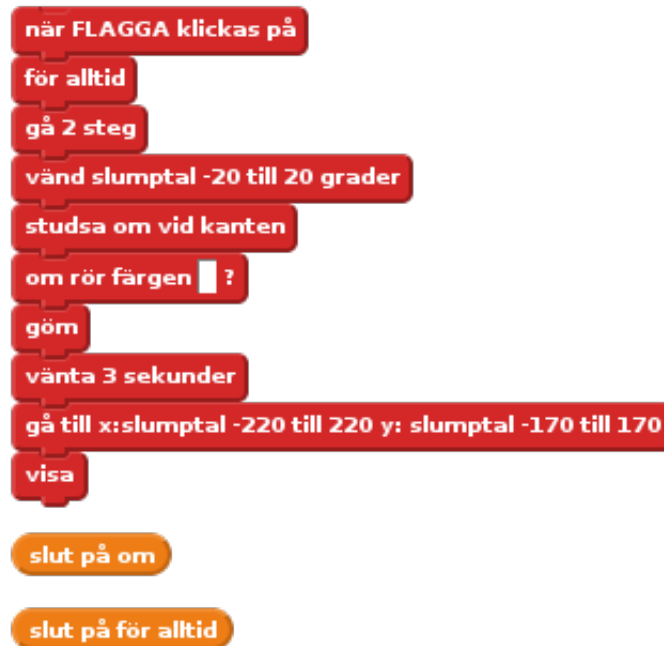 när FLAGGA klickas på
för alltid
gå 2 steg
vänd slumptal -20 till 20 grader
studsa om vid kanten
om rör färgen ?
göm
vänta 3 sekunder
gå till x:slumptal -220 till 220 y: slumptal -170 till 170
visa
slut på om
slut på för alltid